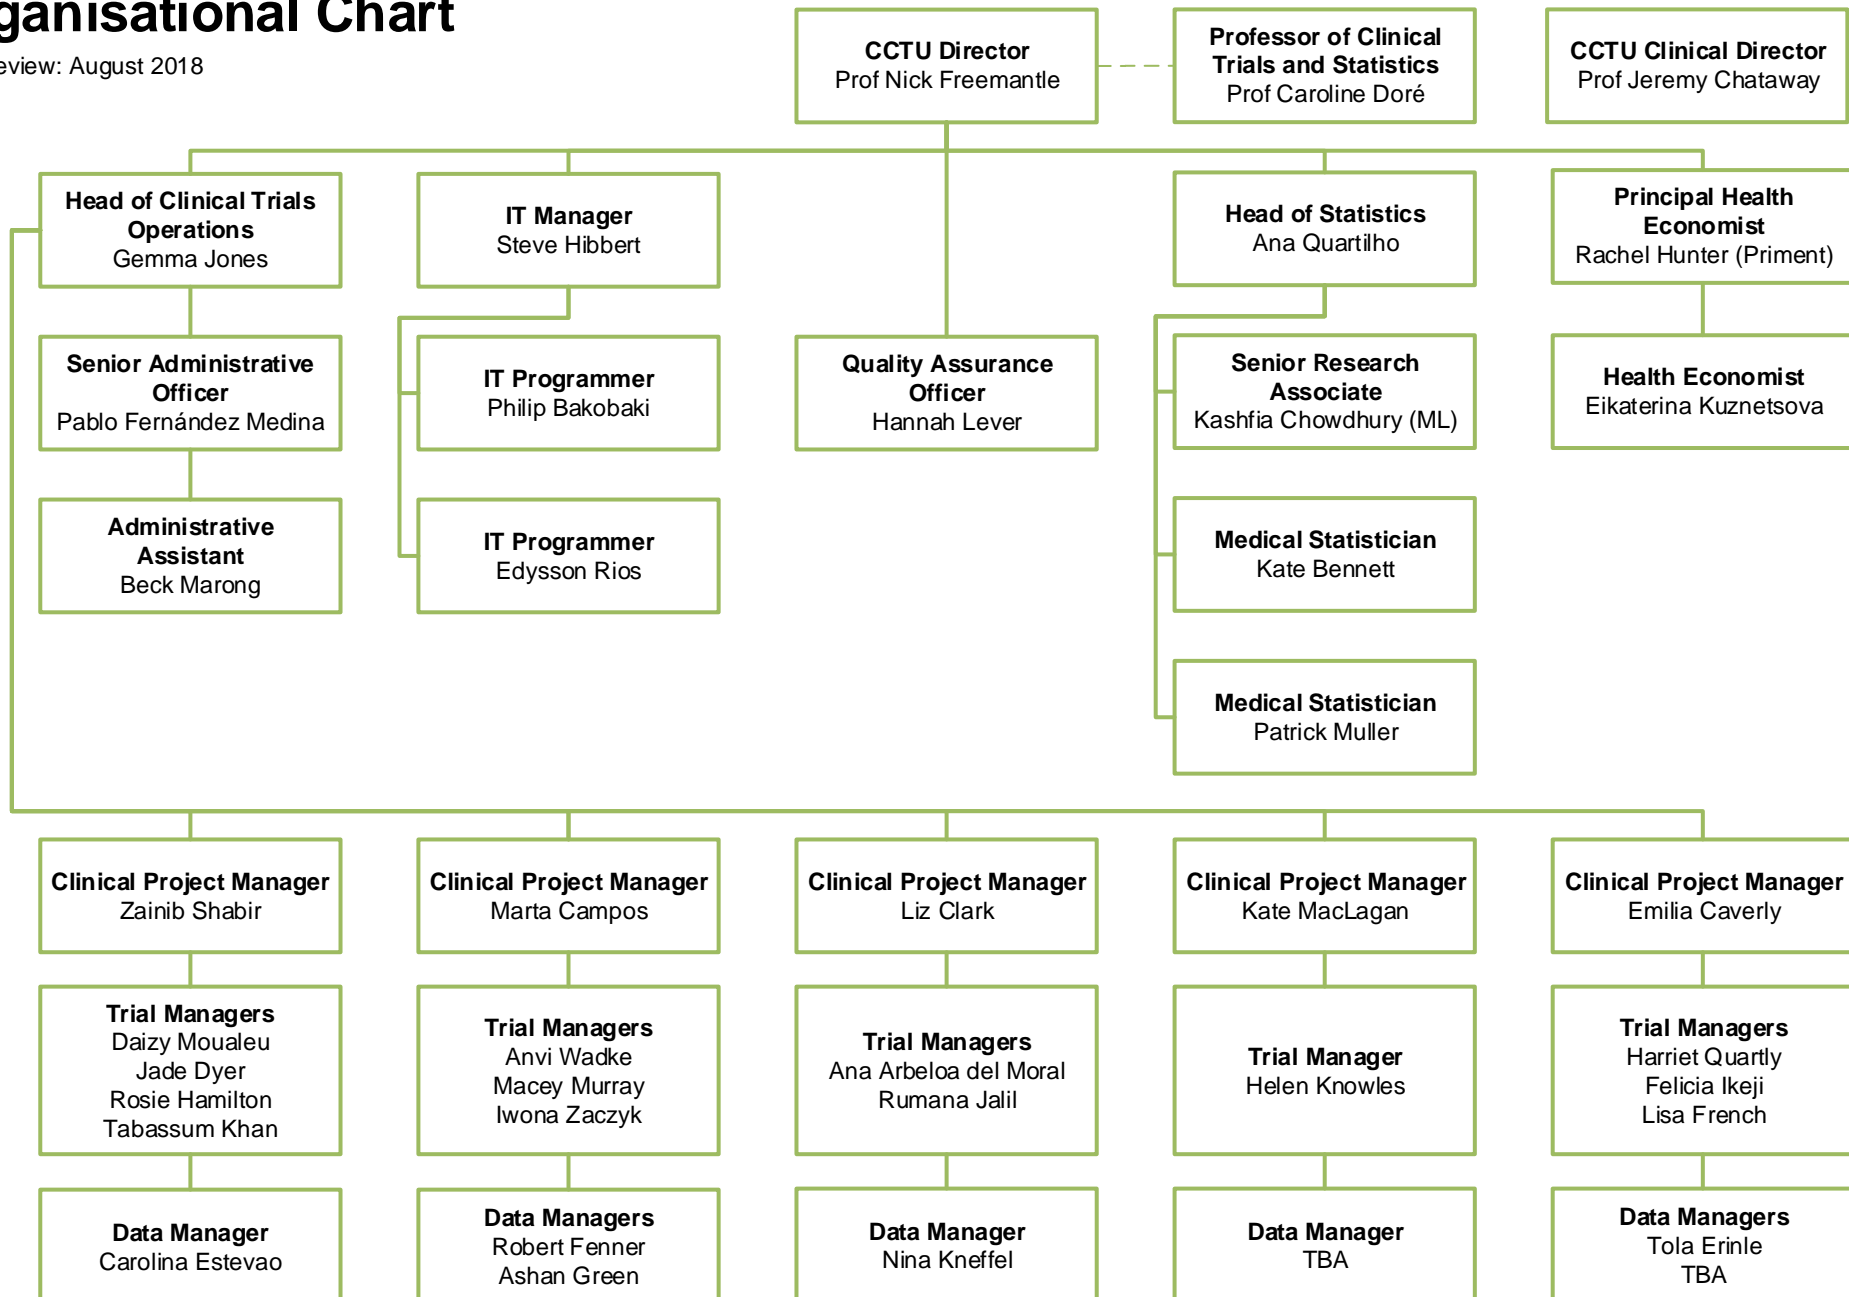 ganisational Chart
eview: August 2018
CCTU Director
Prof Nick Freemantle
Professor of Clinical
Trials and Statistics
Prof Caroline Doré
CCTU Clinical Director
Prof Jeremy Chataway
Head of Clinical Trials
Operations
Gemma Jones
IT Manager
Steve Hibbert
Head of Statistics
Ana Quartilho
Principal Health
Economist
Rachel Hunter (Priment)
Senior Administrative
Officer
Pablo Fernández Medina
IT Programmer
Philip Bakobaki
Quality Assurance
Officer
Hannah Lever
Senior Research
Associate
Kashfia Chowdhury (ML)
Health Economist
Eikaterina Kuznetsova
Administrative
Assistant
Beck Marong
IT Programmer
Edysson Rios
Medical Statistician
Kate Bennett
Medical Statistician
Patrick Muller
Clinical Project Manager
Zainib Shabir
Clinical Project Manager
Marta Campos
Clinical Project Manager
Liz Clark
Clinical Project Manager
Kate MacLagan
Clinical Project Manager
Emilia Caverly
Trial Managers
Daizy Moualeu
Jade Dyer
Rosie Hamilton
Tabassum Khan
Trial Managers
Anvi Wadke
Macey Murray
Iwona Zaczyk
Trial Managers
Ana Arbeloa del Moral
Rumana Jalil
Trial Manager
Helen Knowles
Trial Managers
Harriet Quartly
Felicia Ikeji
Lisa French
Data Manager
Carolina Estevao
Data Managers
Robert Fenner
Ashan Green
Data Manager
Nina Kneffel
Data Manager
TBA
Data Managers
Tola Erinle
TBA